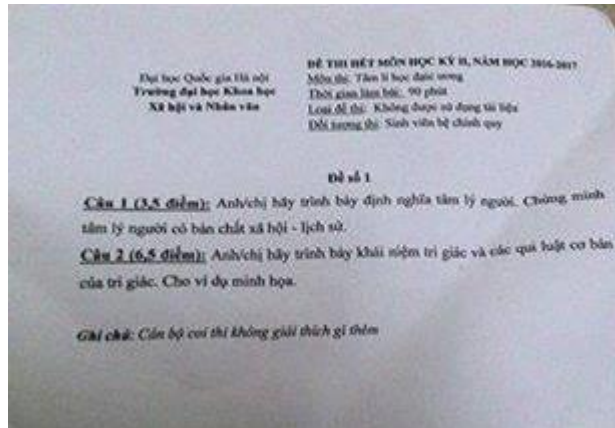 ĐỀ THI HẾT MÔN HỌC KỲ II, NĂM HỌC 2016-2017
Đại học Quốc gia Hà nội
Trường đại học Khoa học
Xã hội và Nhân văn
Môn thi: Tâm lí học đại cương
Thời gian làm bài: 90 phút
Loại đề thi: Không được sử dụng tài liệu
Đối tượng thi: Sinh viên hệ chính quy
Đề số 1
Câu 1 (3,5 điểm): Anh/chị hãy trình bày định nghĩa tâm lý người. Chứng minh
tâm lý người có bản chất xã hội - lịch sử.
Câu 2 (6,5 điểm): Anh/chị hãy trình bày khái niệm tri giác và các qui luật cơ bản
của tri giác. Cho ví dụ minh họa.
Ghi chú: Cán bộ coi thi không giải thích gì thêm